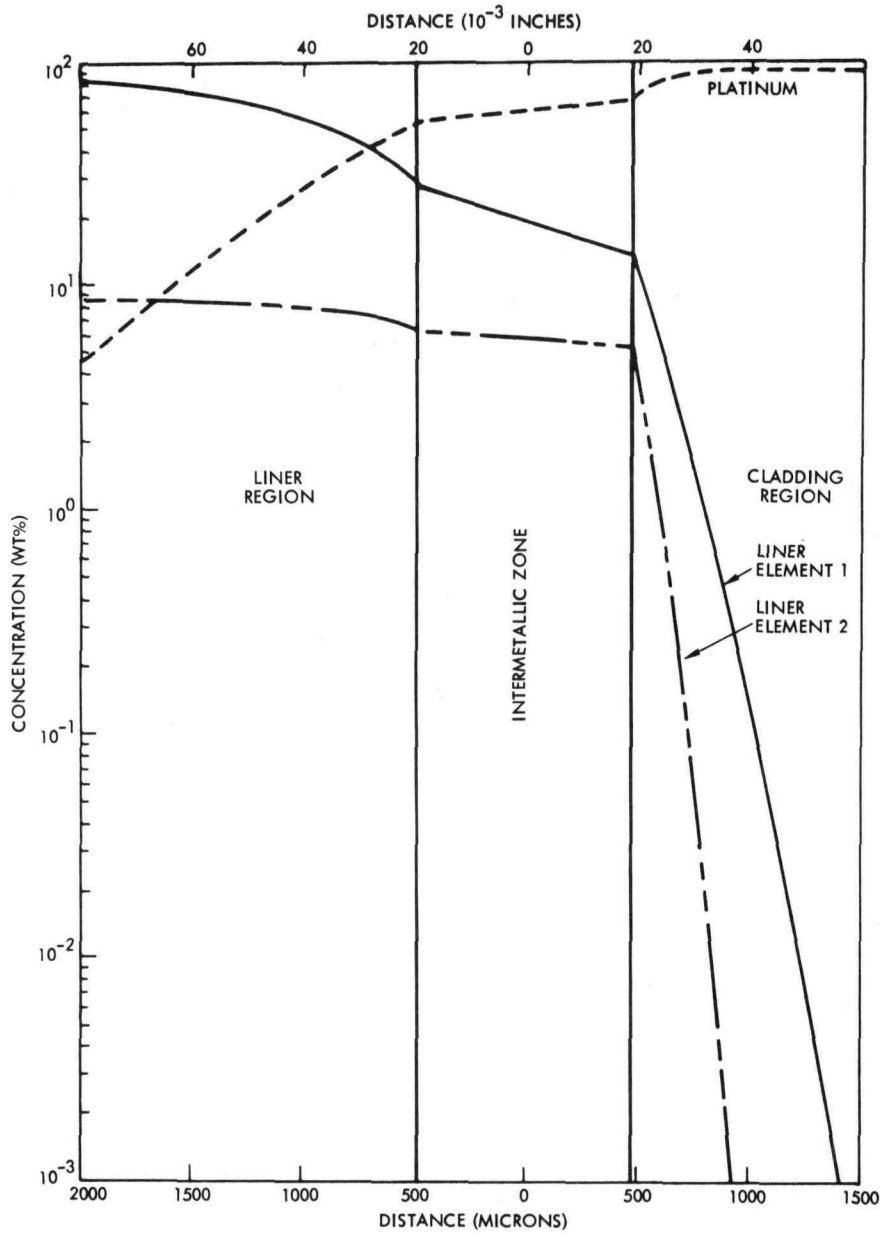 DISTANCE (10⁻³ INCHES)
60 40 20 0 20 40
10²
PLATINUM
10¹
LINER
REGION
CLADDING
REGION
10⁰
INTERMETALLIC ZONE
CONCENTRATION (WT%)
LINER
ELEMENT 1
LINER
ELEMENT 2
10⁻¹
10⁻²
10⁻³
2000 1500 1000 500 0 500 1000 1500
DISTANCE (MICRONS)